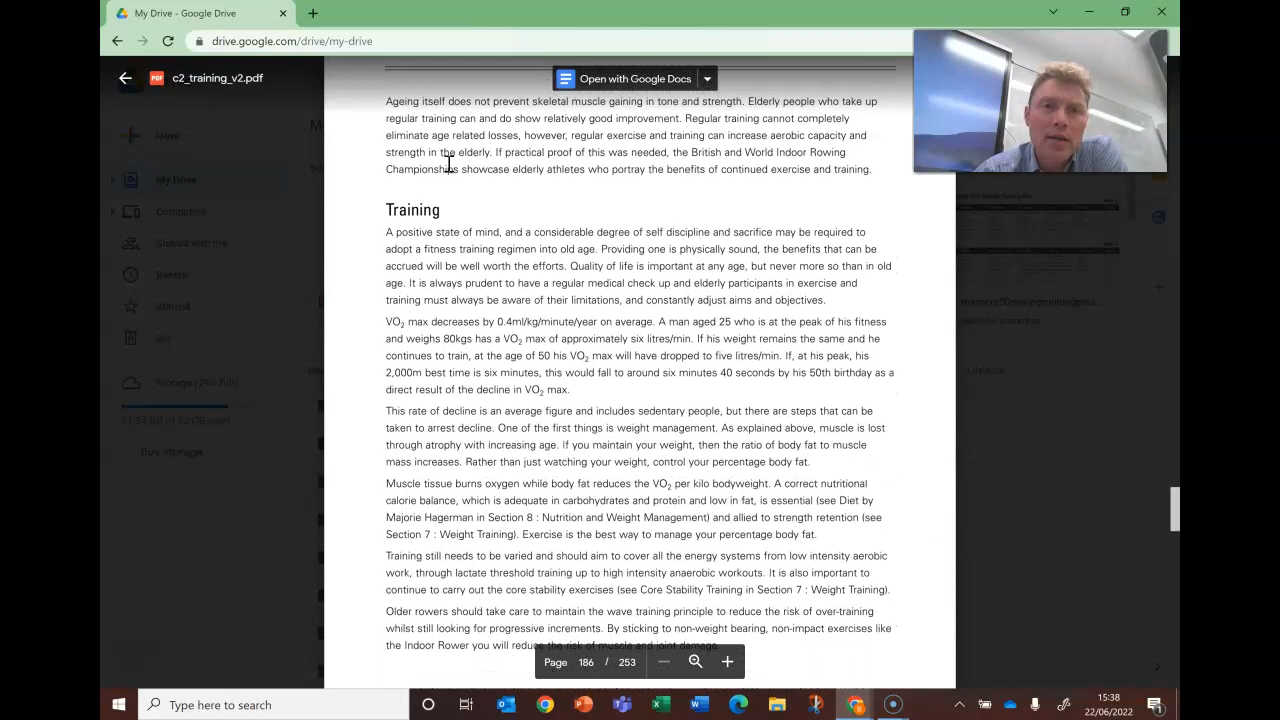 My Drive - Google Drive
drive.google.com/drive/my-drive
c2_training_v2.pdf
Open with Google Docs
New
My Drive
Computers
Shared with me
Recent
Starred
Bin
Buy storage
Ageing itself does not prevent skeletal muscle gaining in tone and strength. Elderly people who take up
regular training can and do show relatively good improvement. Regular training cannot completely
eliminate age related losses, however, regular exercise and training can increase aerobic capacity and
strength in the elderly. If practical proof of this was needed, the British and World Indoor Rowing
Championships showcase elderly athletes who portray the benefits of continued exercise and training.
Training
A positive state of mind, and a considerable degree of self discipline and sacrifice may be required to
adopt a fitness training regimen into old age. Providing one is physically sound, the benefits that can be
accrued will be well worth the efforts. Quality of life is important at any age, but never more so than in old
age. It is always prudent to have a regular medical check up and elderly participants in exercise and
training must always be aware of their limitations, and constantly adjust aims and objectives.
VO2 max decreases by 0.4ml/kg/minute/year on average. A man aged 25 who is at the peak of his fitness
and weighs 80kgs has a VO2 max of approximately six litres/min. If his weight remains the same and he
continues to train, at the age of 50 his VO2 max will have dropped to five litres/min. If, at his peak, his
2,000m best time is six minutes, this would fall to around six minutes 40 seconds by his 50th birthday as a
direct result of the decline in VO2 max.
This rate of decline is an average figure and includes sedentary people, but there are steps that can be
taken to arrest decline. One of the first things is weight management. As explained above, muscle is lost
through atrophy with increasing age. If you maintain your weight, then the ratio of body fat to muscle
mass increases. Rather than just watching your weight, control your percentage body fat.
Muscle tissue burns oxygen while body fat reduces the VO2 per kilo bodyweight. A correct nutritional
calorie balance, which is adequate in carbohydrates and protein and low in fat, is essential (see Diet by
Majorie Hagerman in Section 8 : Nutrition and Weight Management) and allied to strength retention (see
Section 7 : Weight Training). Exercise is the best way to manage your percentage body fat.
Training still needs to be varied and should aim to cover all the energy systems from low intensity aerobic
work, through lactate threshold training up to high intensity anaerobic workouts. It is also important to
continue to carry out the core stability exercises (see Core Stability Training in Section 7 : Weight Training).
Older rowers should take care to maintain the wave training principle to reduce the risk of over-training
whilst still looking for progressive increments. By sticking to non-weight bearing, non-impact exercises like
the Indoor Rower you will reduce the risk of muscle and joint damage
Page 186 / 253
Type here to search
15:38
22/06/2022